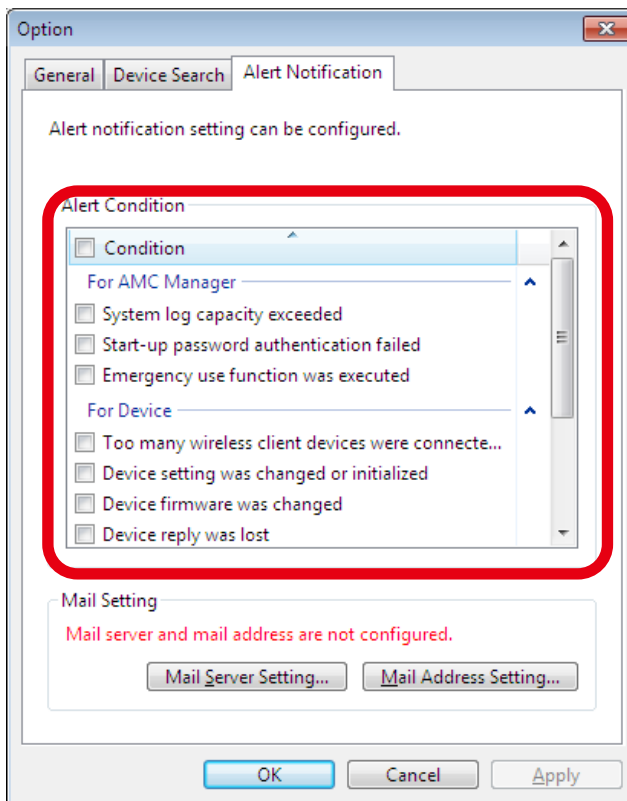 Option
General Device Search Alert Notification
Alert notification setting can be configured.
Alert Condition
Condition
For AMC Manager
System log capacity exceeded
Start-up password authentication failed
Emergency use function was executed
For Device
Too many wireless client devices were connecte...
Device setting was changed or initialized
Device firmware was changed
Device reply was lost
Mail Setting
Mail server and mail address are not configured.
Mail Server Setting... Mail Address Setting...
OK Cancel Apply